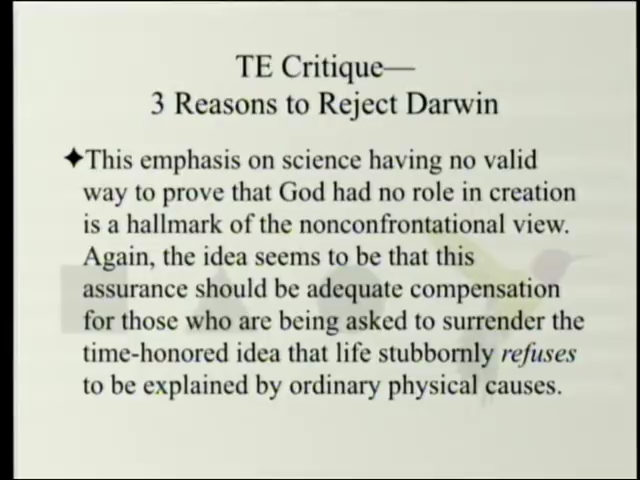 TE Critique—
3 Reasons to Reject Darwin
✦This emphasis on science having no valid
way to prove that God had no role in creation
is a hallmark of the nonconfrontational view.
Again, the idea seems to be that this
assurance should be adequate compensation
for those who are being asked to surrender the
time-honored idea that life stubbornly refuses
to be explained by ordinary physical causes.